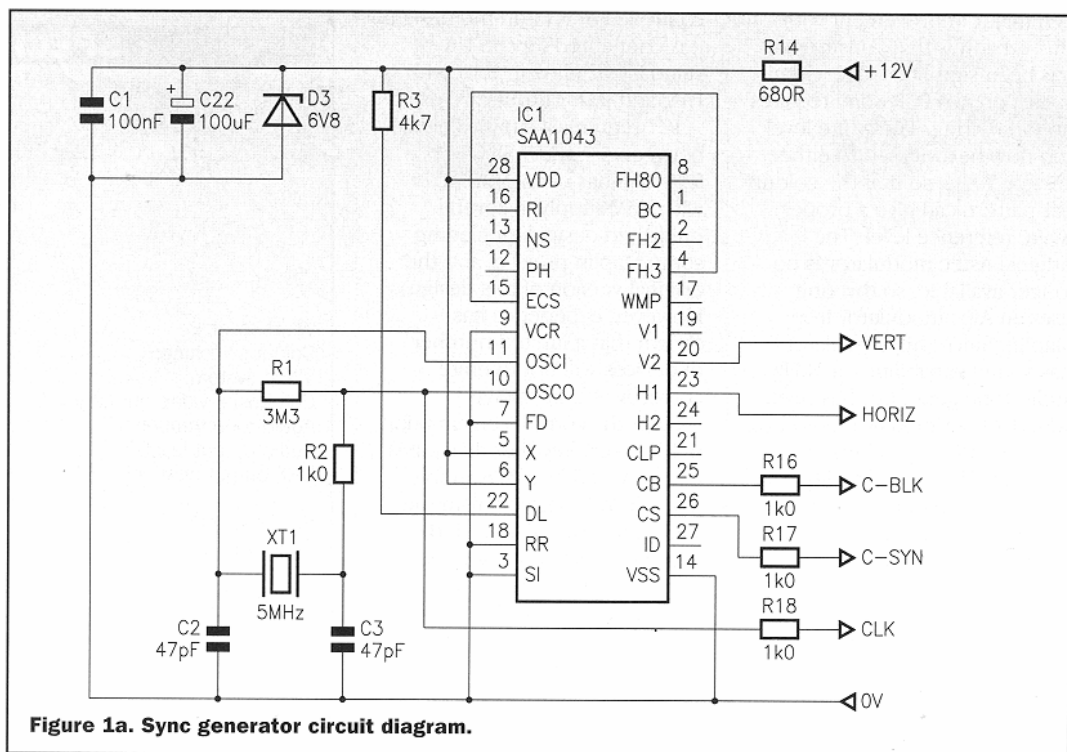 R14
+12V
680R
C1
100nF
+
C22
100uF
D3
6V8
R3
4k7
IC1
SAA1043
28 VDD FH80 8
16 RI BC 1
13 NS FH2 2
12 PH FH3 4
15 ECS WMP 17
9 VCR V1 19
11 OSCI V2 20
VERT
10 OSCO H1 23
HORIZ
7 FD H2 24
5 X CLP 21
6 Y CB 25
22 DL CS 26
18 RR ID 27
3 SI VSS 14
R1
3M3
R2
1k0
XT1
5MHz
C2
47pF
C3
47pF
R16
1k0
C-BLK
R17
1k0
C-SYN
R18
1k0
CLK
0V
Figure 1a. Sync generator circuit diagram.